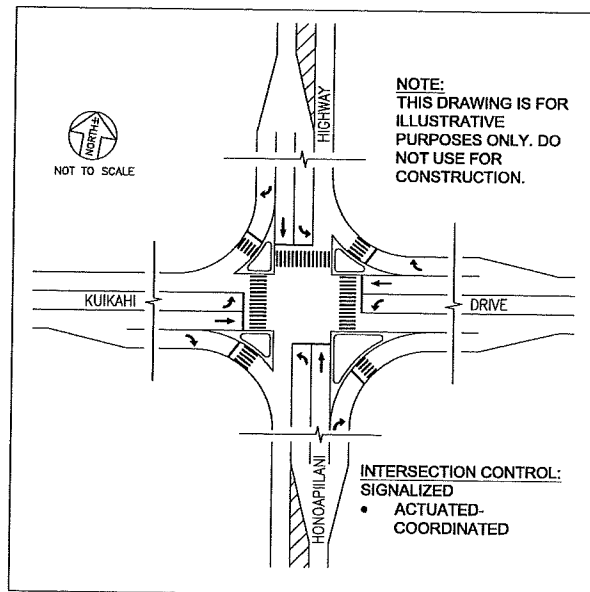 HIGHWAY
NOTE:
THIS DRAWING IS FOR
ILLUSTRATIVE
PURPOSES ONLY. DO
NOT USE FOR
CONSTRUCTION.
NORTH
NOT TO SCALE
KUIKAHI
DRIVE
HONOAPIILANI
INTERSECTION CONTROL:
SIGNALIZED
• ACTUATED-
COORDINATED